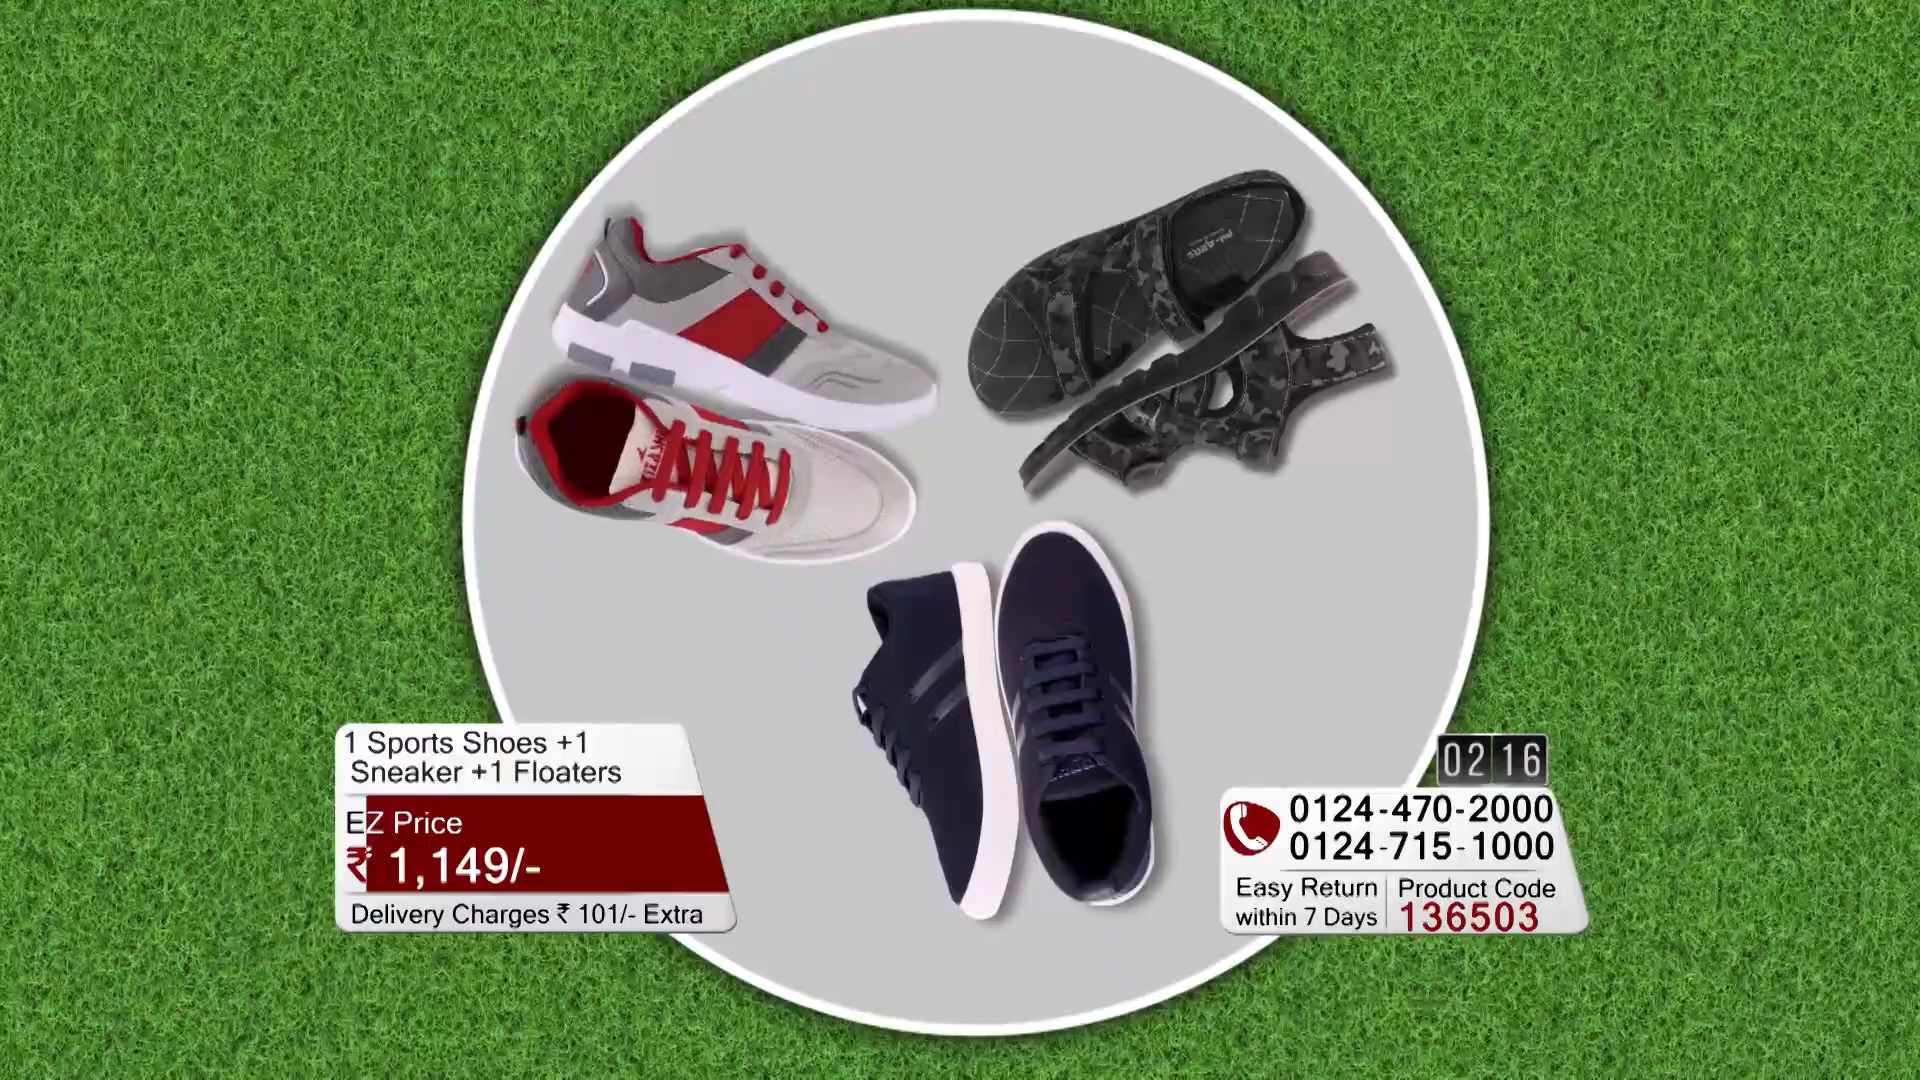 1 Sports Shoes +1
Sneaker +1 Floaters
EZ Price
₹ 1,149/-
Delivery Charges ₹ 101/- Extra
02 16
0124-470-2000
0124-715-1000
Easy Return
within 7 Days
Product Code
136503